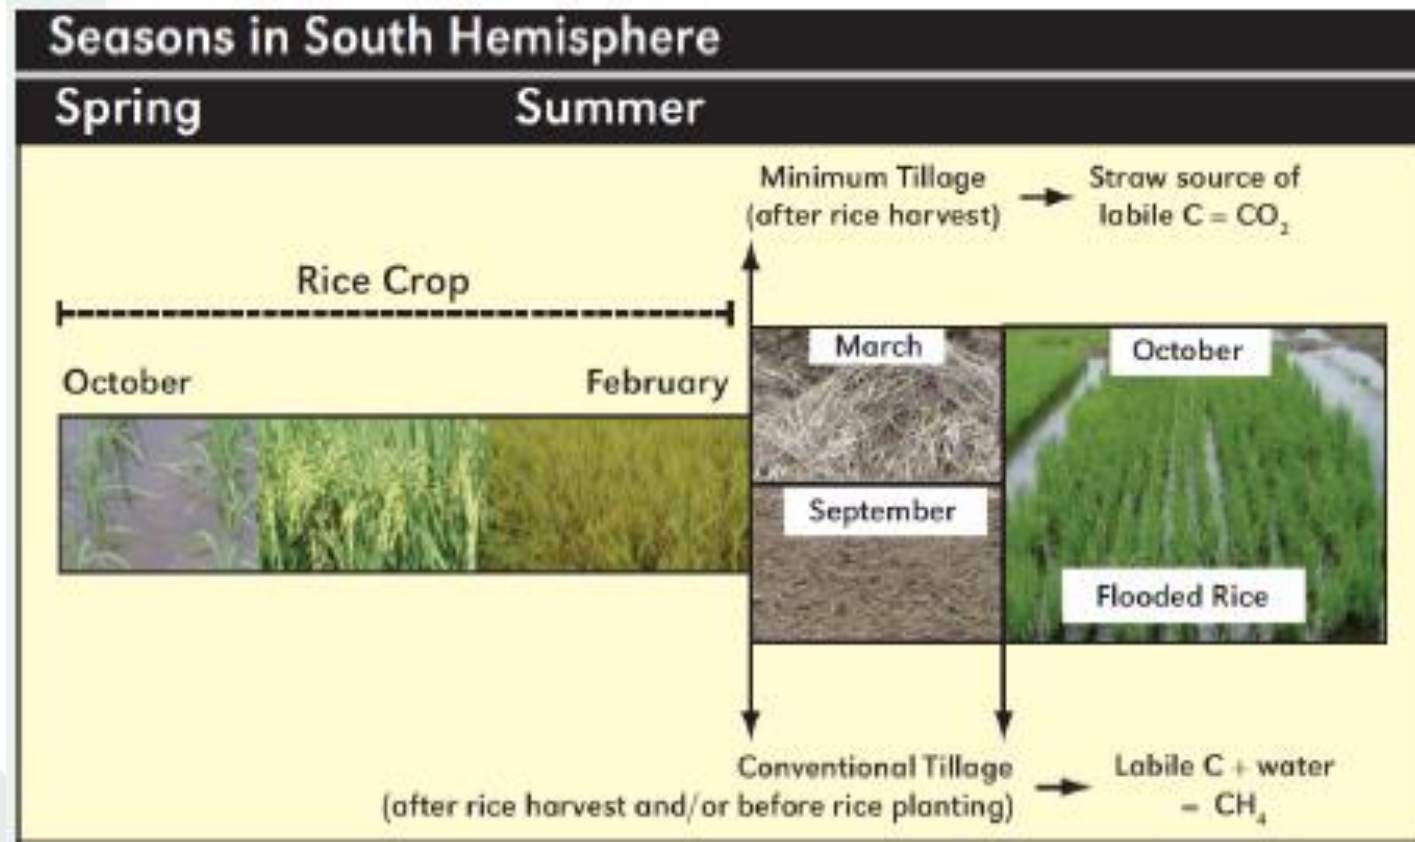 Seasons in South Hemisphere
Spring
Summer
Minimum Tillage
(after rice harvest)
Straw source of
labile C = CO₂
Rice Crop
October
February
March
September
October
Flooded Rice
Conventional Tillage
(after rice harvest and/or before rice planting)
Labile C + water
= CH₄